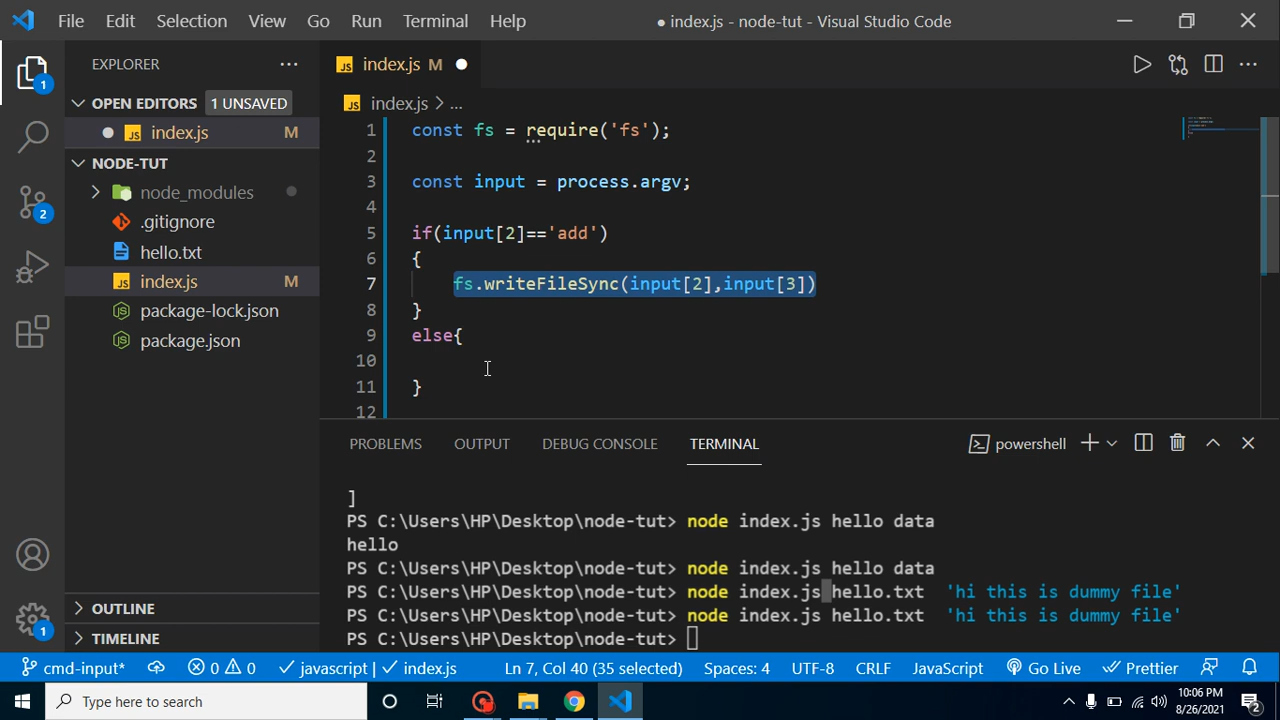 File Edit Selection View Go Run Terminal Help ● index.js - node-tut - Visual Studio Code
EXPLORER
OPEN EDITORS 1 UNSAVED
index.js M
NODE-TUT
node_modules
.gitignore
hello.txt
index.js M
package-lock.json
package.json
OUTLINE
TIMELINE
1
2
2
1
JS index.js M
JS index.js > ...
1 const fs = require('fs');
2
3 const input = process.argv;
4
5 if(input[2]=='add')
6 {
7 fs.writeFileSync(input[2],input[3])
8 }
9 else{
10
11 }
12
PROBLEMS OUTPUT DEBUG CONSOLE TERMINAL powershell
]
PS C:\Users\HP\Desktop\node-tut> node index.js hello data
hello
PS C:\Users\HP\Desktop\node-tut> node index.js hello data
PS C:\Users\HP\Desktop\node-tut> node index.js hello.txt 'hi this is dummy file'
PS C:\Users\HP\Desktop\node-tut> node index.js hello.txt 'hi this is dummy file'
PS C:\Users\HP\Desktop\node-tut>
cmd-input* 0 0 javascript | index.js Ln 7, Col 40 (35 selected) Spaces: 4 UTF-8 CRLF JavaScript Go Live Prettier
Type here to search
10:06 PM
8/26/2021
2